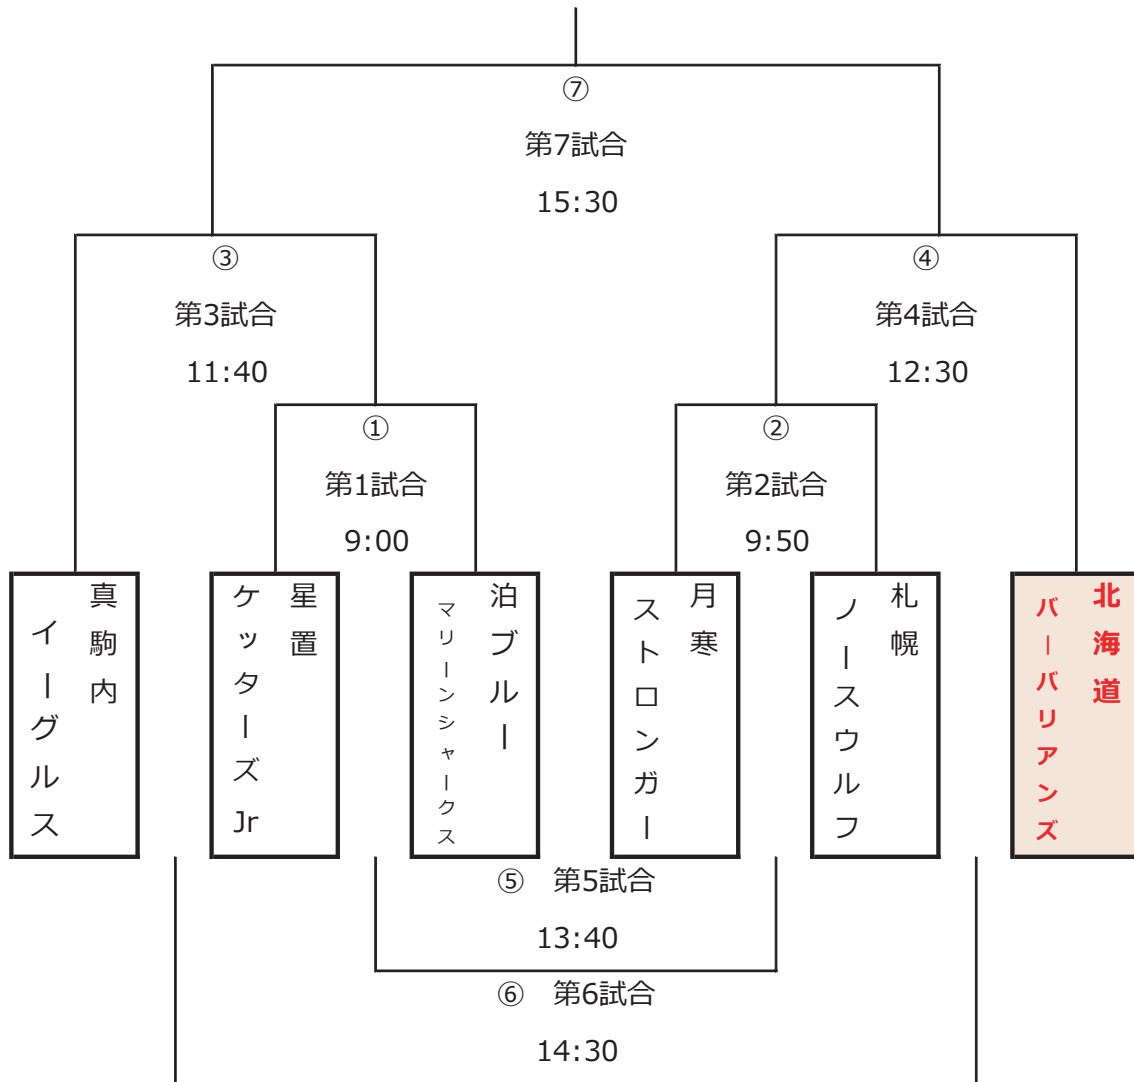 ⑦
第7試合
15:30
③
第3試合
11:40
④
第4試合
12:30
①
第1試合
9:00
②
第2試合
9:50
真駒内
イーグルス
星置
ケッターズJr
泊ブルー
マリーンシャークス
月寒
ストロンガー
札幌
ノースウルフ
北海道
バーバリアンズ
⑤　第5試合
13:40
⑥　第6試合
14:30